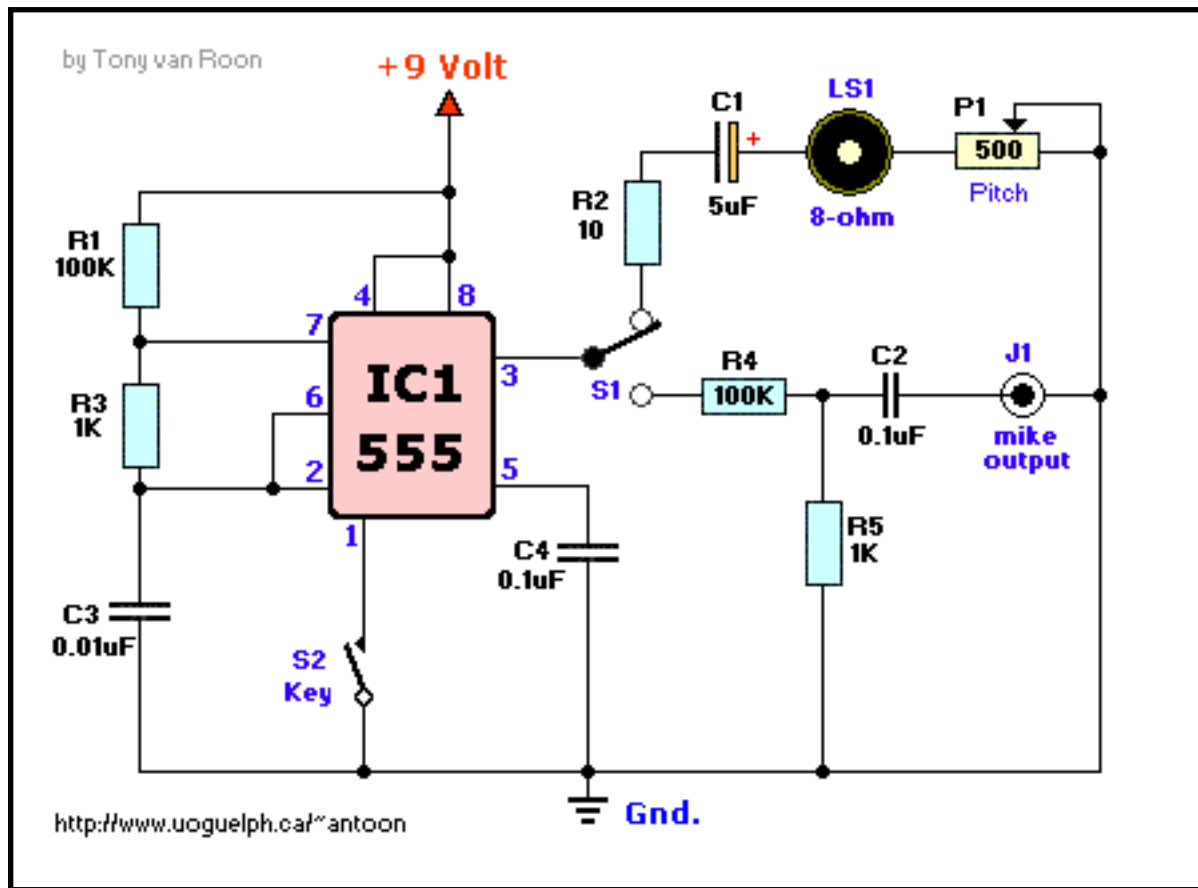 by Tony van Roon
+9 Volt
LS1
C1
P1
+
500
R2
10
5uF
Pitch
8-ohm
R1
100K
4
8
7
IC1
555
3
C2
J1
R4
S1
100K
6
R3
1K
0.1uF
mike
output
2
5
1
R5
1K
C4
0.1uF
C3
0.01uF
S2
Key
Gnd.
http://www.uoguelph.ca/~antoon